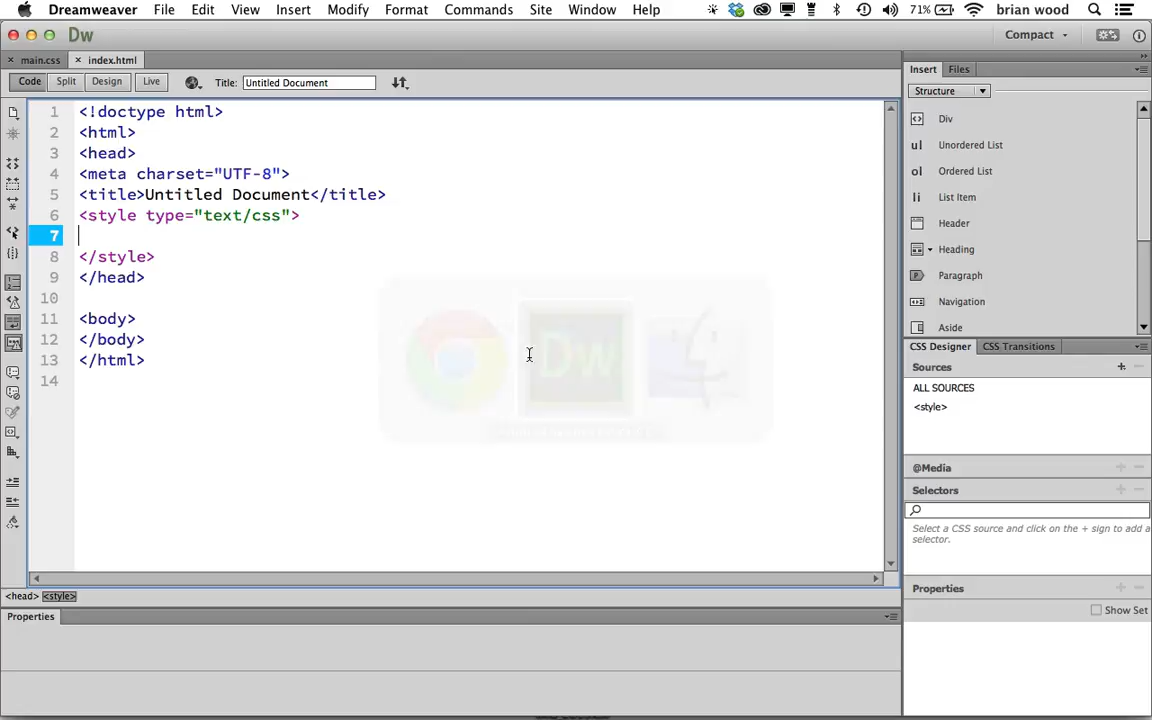 Dreamweaver File Edit View Insert Modify Format Commands Site Window Help 71% brian wood
Dw Compact
main.css index.html
Code Split Design Live Title: Untitled Document
1 <!doctype html>
2 <html>
3 <head>
4 <meta charset="UTF-8">
5 <title>Untitled Document</title>
6 <style type="text/css">
7
8 </style>
9 </head>
10
11 <body>
12 </body>
13 </html>
14
Dw
<head> <style>
Properties
Insert Files
Structure
Div
ul Unordered List
ol Ordered List
li List Item
Header
Heading
P Paragraph
Navigation
Aside
CSS Designer CSS Transitions
Sources
ALL SOURCES
<style>
@Media
Selectors
Select a CSS source and click on the + sign to add a
selector.
Properties
Show Set